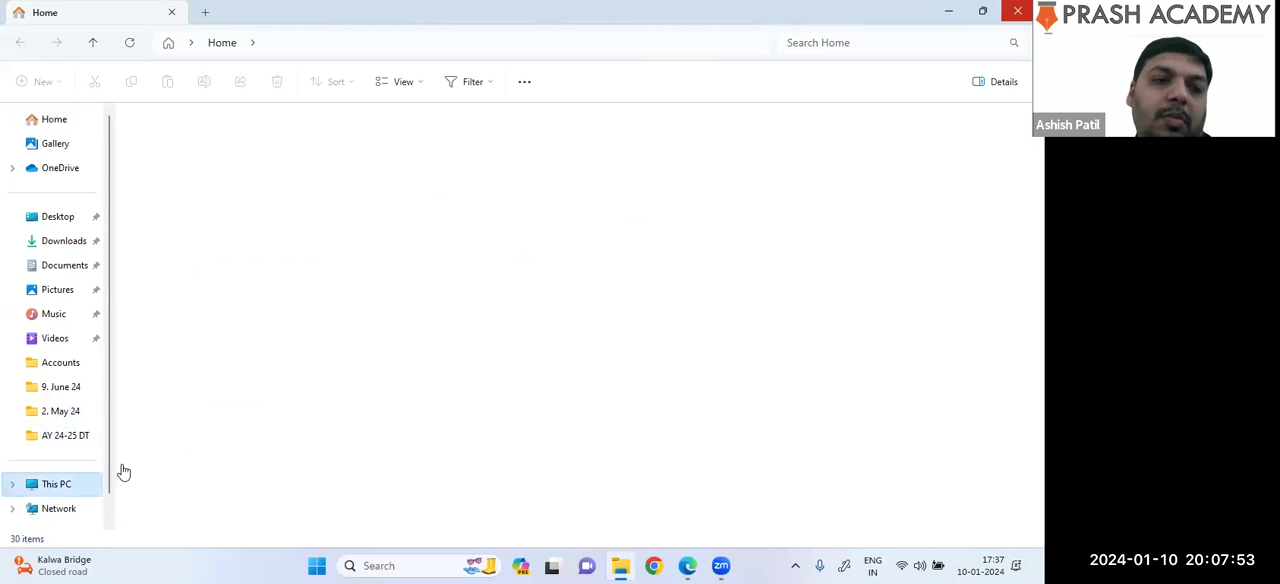 Home
Home
Search Home
New
Sort
View
Filter
Details
Home
Gallery
OneDrive
Desktop
Downloads
Documents
Pictures
Music
Videos
Accounts
9. June 24
2. May 24
AY 24-25 DT
This PC
Network
30 items
Kalwa Bridge
Closed road
Search
PRE
zm
ENG
IN
17:37
10-01-2024
PRASH ACADEMY
Ashish Patil
2024-01-10 20:07:53